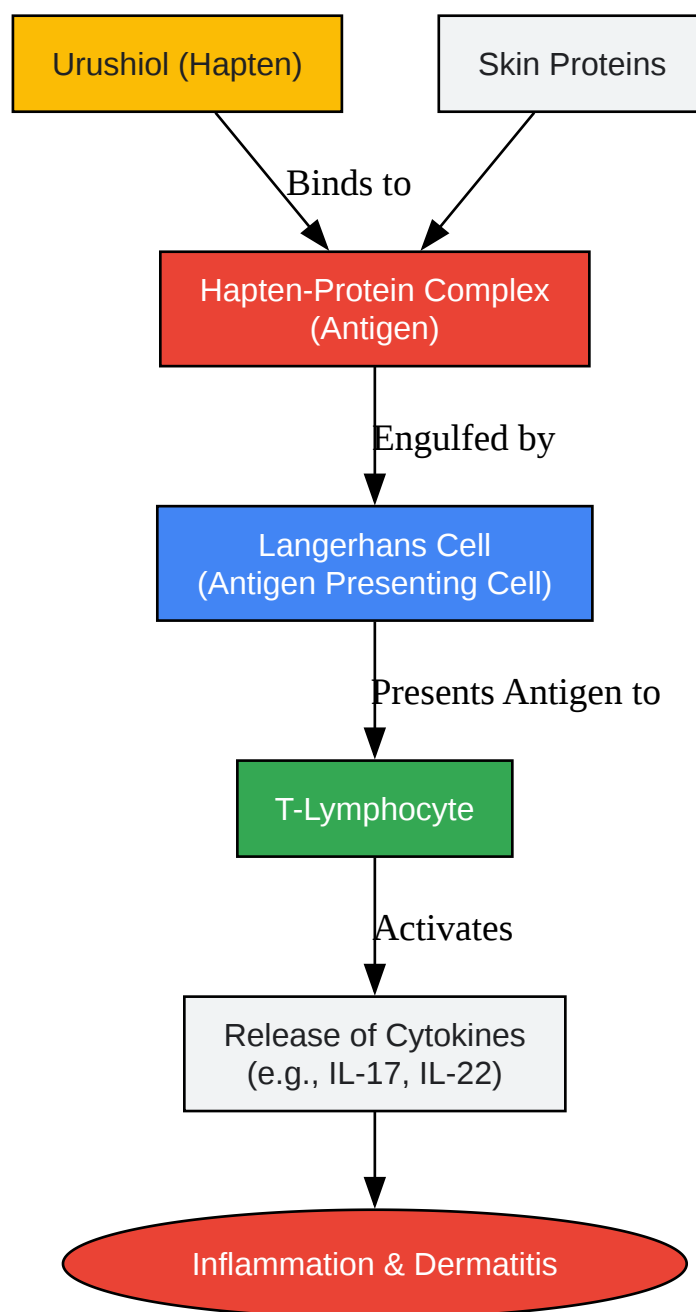 Urushiol (Hapten)
Skin Proteins
Binds to
Hapten-Protein Complex
(Antigen)
Engulfed by
Langerhans Cell
(Antigen Presenting Cell)
Presents Antigen to
T-Lymphocyte
Activates
Release of Cytokines
(e.g., IL-17, IL-22)
Inflammation & Dermatitis